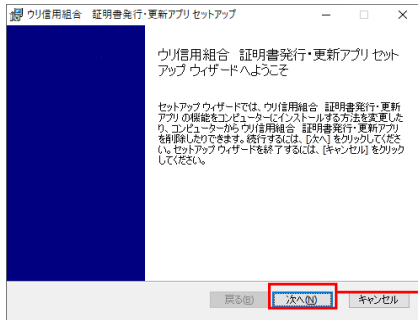 ウリ信用組合 証明書発行・更新アプリ セットアップ
ウリ信用組合 証明書発行・更新アプリ セット
アップ ウィザードへようこそ
セットアップ ウィザードでは、ウリ信用組合 証明書発行・更新
アプリ の機能をコンピューターにインストールする方法を変更した
り、コンピューターから ウリ信用組合 証明書発行・更新アプリ
を削除したりできます。続行するには、[次へ] をクリックしてくださ
い。セットアップ ウィザードを終了するには、[キャンセル] をクリック
してください。
戻る(B) 次へ(N) キャンセル